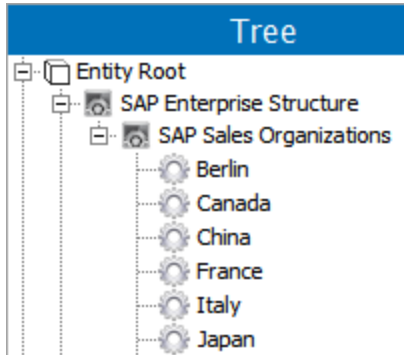 Tree
Entity Root
SAP Enterprise Structure
SAP Sales Organizations
Berlin
Canada
China
France
Italy
Japan